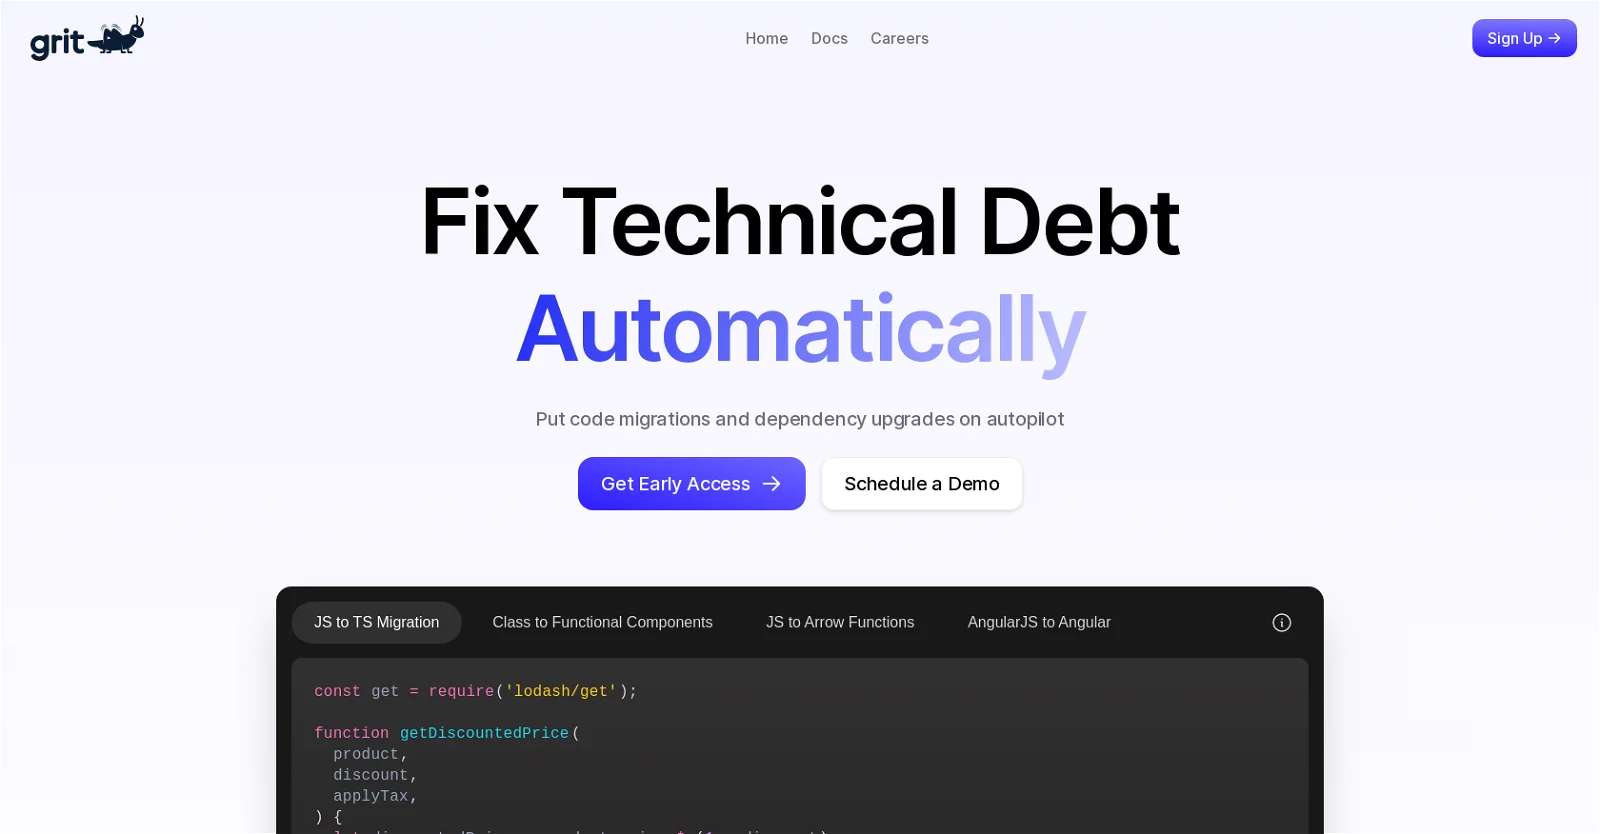 grit
Home Docs Careers
Sign Up →
Fix Technical Debt
Automatically
Put code migrations and dependency upgrades on autopilot
Get Early Access →
Schedule a Demo
JS to TS Migration
Class to Functional Components
JS to Arrow Functions
AngularJS to Angular
const get = require('lodash/get');
function getDiscountedPrice(
  product,
  discount,
  applyTax,
) {